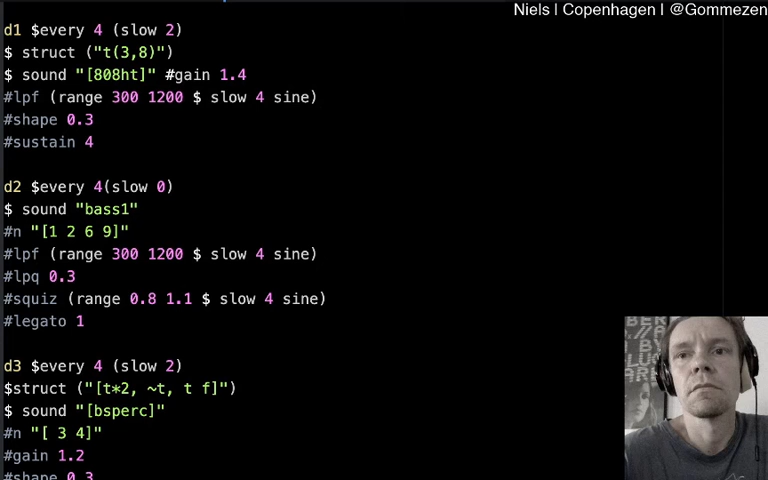 Niels | Copenhagen | @Gommezen
d1 $every 4 (slow 2)
$ struct ("t(3,8)")
$ sound "[808ht]" #gain 1.4
#lpf (range 300 1200 $ slow 4 sine)
#shape 0.3
#sustain 4
d2 $every 4(slow 0)
$ sound "bass1"
#n "[1 2 6 9]"
#lpf (range 300 1200 $ slow 4 sine)
#lpq 0.3
#squiz (range 0.8 1.1 $ slow 4 sine)
#legato 1
d3 $every 4 (slow 2)
$struct ("[t*2, ~t, t f]")
$ sound "[bsperc]"
#n "[ 3 4]"
#gain 1.2
#shape 0.3